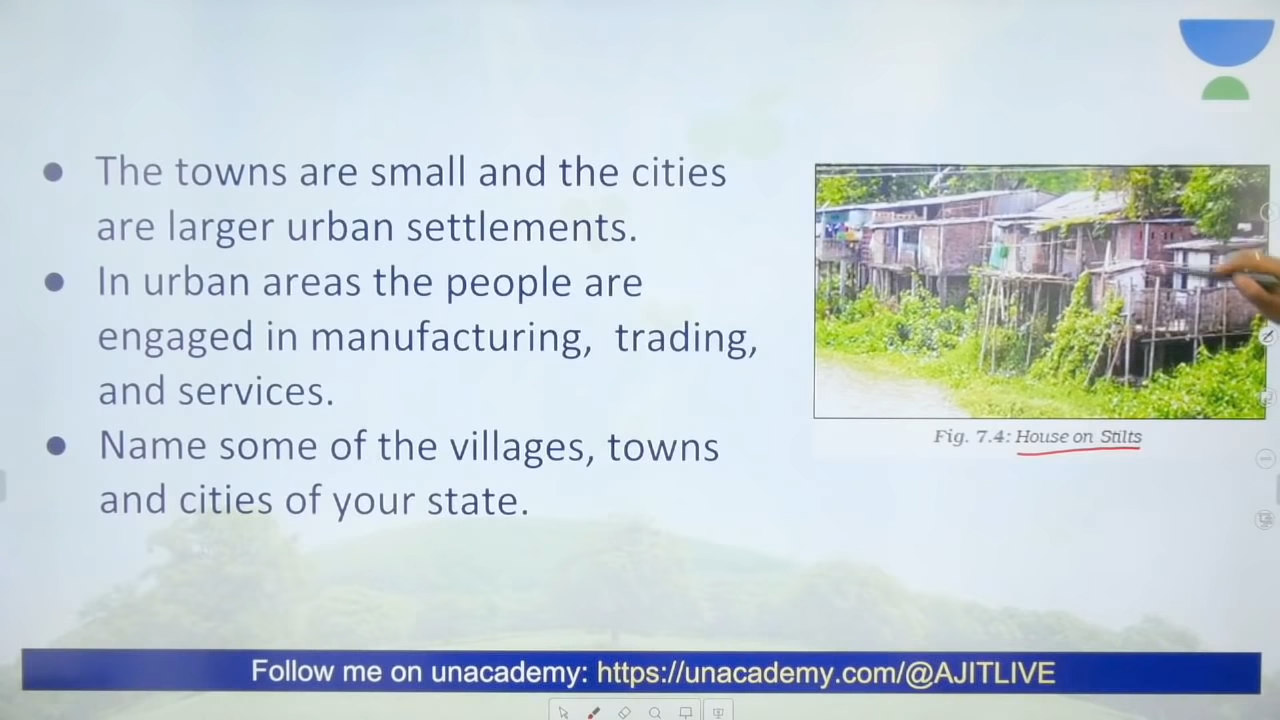 ● The towns are small and the cities
are larger urban settlements.
● In urban areas the people are
engaged in manufacturing, trading,
and services.
● Name some of the villages, towns
and cities of your state.
Fig. 7.4: House on Stilts
Follow me on unacademy: https://unacademy.com/@AJITLIVE